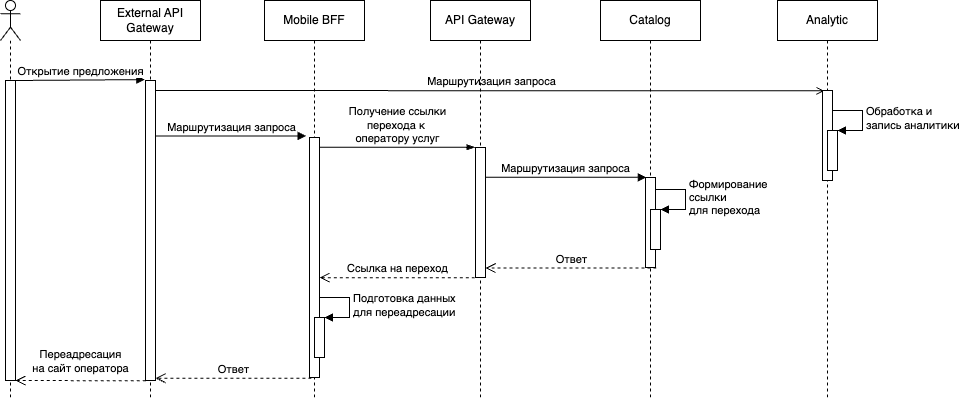 External API
Gateway
Mobile BFF
API Gateway
Catalog
Analytic
Открытие предложения
Маршрутизация запроса
Обработка и
запись аналитики
Маршрутизация запроса
Получение ссылки
перехода к
оператору услуг
Маршрутизация запроса
Формирование
ссылки
для перехода
Ответ
Ссылка на переход
Подготовка данных
для переадресации
Ответ
Переадресация
на сайт оператора